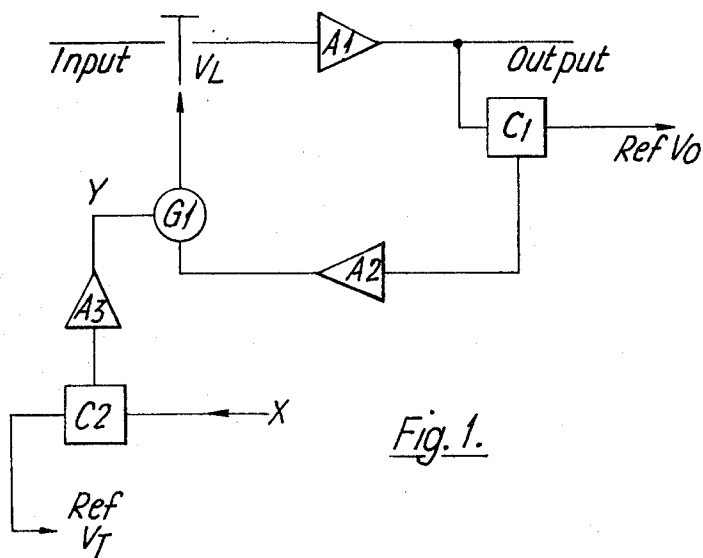 A1
Input
VL
Output
C1
Ref Vo
Y
G1
A2
A3
C2
X
Fig. 1.
Ref
VT